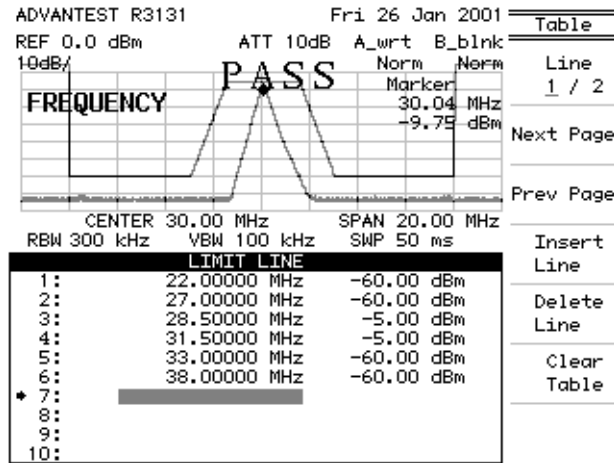 ADVANTEST R3131 Fri 26 Jan 2001
REF 0.0 dBm ATT 10dB A_wrt B_blnk
10dB/ Norm Norm
PASS
Marker
30.04 MHz
-9.75 dBm
FREQUENCY
CENTER 30.00 MHz SPAN 20.00 MHz
RBW 300 kHz VBW 100 kHz SWP 50 ms
LIMIT LINE
1: 22.00000 MHz -60.00 dBm
2: 27.00000 MHz -60.00 dBm
3: 28.50000 MHz -5.00 dBm
4: 31.50000 MHz -5.00 dBm
5: 33.00000 MHz -60.00 dBm
6: 38.00000 MHz -60.00 dBm
7:
8:
9:
10:
Table
Line
1 / 2
Next Page
Prev Page
Insert
Line
Delete
Line
Clear
Table